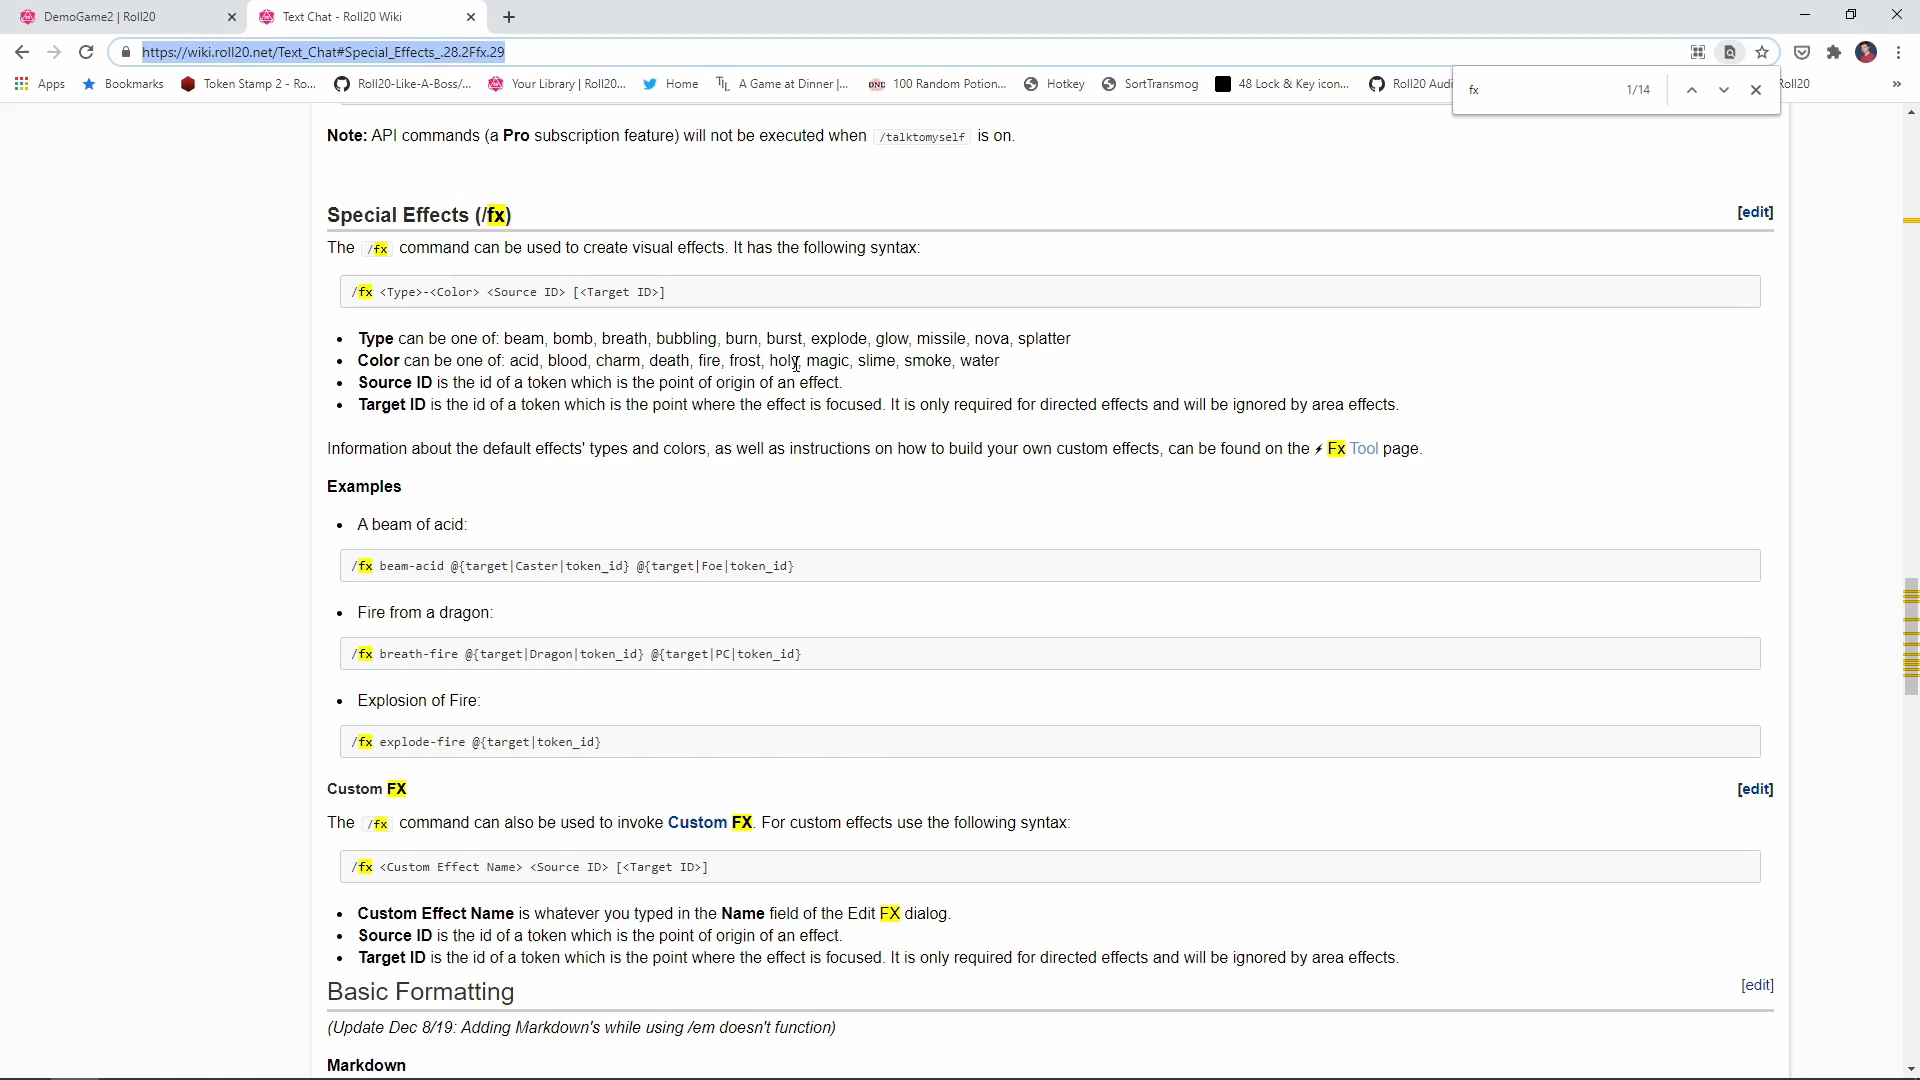 DemoGame2 | Roll20
Text Chat - Roll20 Wiki
https://wiki.roll20.net/Text_Chat#Special_Effects_.28.2Ffx.29
Apps
Bookmarks
Token Stamp 2 - Ro...
Roll20-Like-A-Boss/...
Your Library | Roll20...
Home
A Game at Dinner |...
100 Random Potion...
Hotkey
SortTransmog
48 Lock & Key icon...
Roll20 Audi
Roll20
»
fx
1/14
Note: API commands (a Pro subscription feature) will not be executed when /talktomyself is on.
Special Effects (/fx)
[edit]
The /fx command can be used to create visual effects. It has the following syntax:
/fx <Type>-<Color> <Source ID> [<Target ID>]
• Type can be one of: beam, bomb, breath, bubbling, burn, burst, explode, glow, missile, nova, splatter
• Color can be one of: acid, blood, charm, death, fire, frost, holy, magic, slime, smoke, water
• Source ID is the id of a token which is the point of origin of an effect.
• Target ID is the id of a token which is the point where the effect is focused. It is only required for directed effects and will be ignored by area effects.
Information about the default effects' types and colors, as well as instructions on how to build your own custom effects, can be found on the ⚡ Fx Tool page.
Examples
• A beam of acid:
/fx beam-acid @{target|Caster|token_id} @{target|Foe|token_id}
• Fire from a dragon:
/fx breath-fire @{target|Dragon|token_id} @{target|PC|token_id}
• Explosion of Fire:
/fx explode-fire @{target|token_id}
Custom FX
[edit]
The /fx command can also be used to invoke Custom FX. For custom effects use the following syntax:
/fx <Custom Effect Name> <Source ID> [<Target ID>]
• Custom Effect Name is whatever you typed in the Name field of the Edit FX dialog.
• Source ID is the id of a token which is the point of origin of an effect.
• Target ID is the id of a token which is the point where the effect is focused. It is only required for directed effects and will be ignored by area effects.
Basic Formatting
[edit]
(Update Dec 8/19: Adding Markdown's while using /em doesn't function)
Markdown